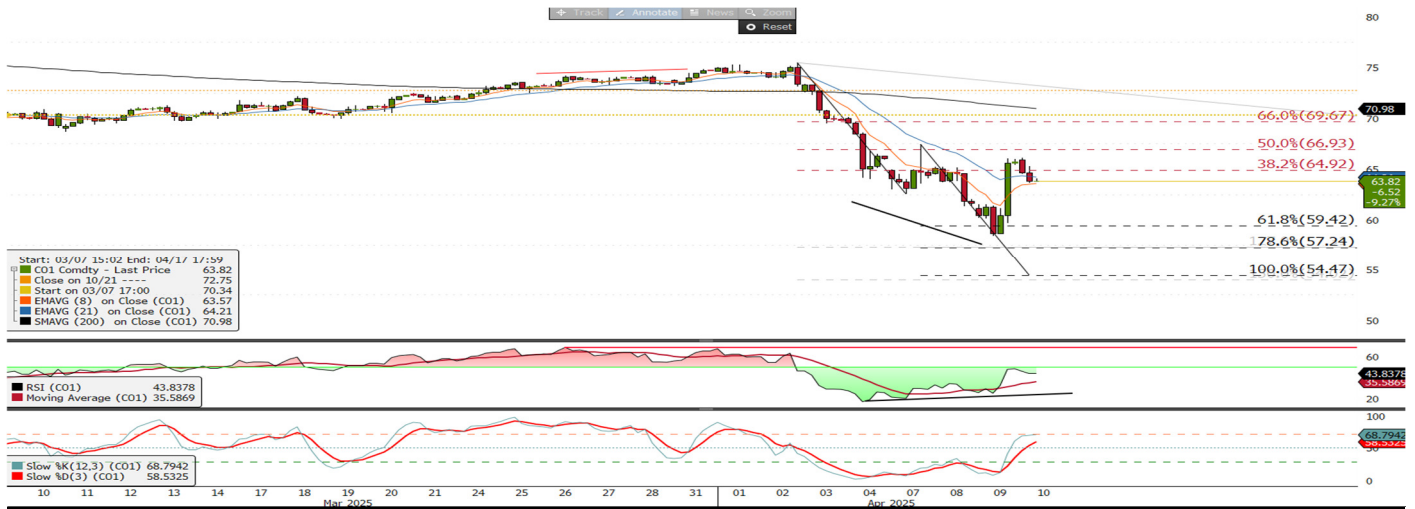 Track Annotate News Zoom
Reset
80
75
70.98
70
66.0%(69.67)
50.0%(66.93)
65
38.2%(64.92)
63.82
-6.52
-9.27%
60
61.8%(59.42)
78.6%(57.24)
55
100.0%(54.47)
50
Start: 03/07 15:02 End: 04/17 17:59
CO1 Comdty - Last Price 63.82
Close on 10/21 ---- 72.75
Start on 03/07 17:00 70.34
EMAVG (8) on Close (CO1) 63.57
EMAVG (21) on Close (CO1) 64.21
SMAVG (200) on Close (CO1) 70.98
60
43.8378
35.5869
20
RSI (CO1) 43.8378
Moving Average (CO1) 35.5869
100
68.7942
58.5325
50
0
Slow %K(12,3) (CO1) 68.7942
Slow %D(3) (CO1) 58.5325
10 11 12 13 14 17 18 19 20 21 24 25 26 27 28 31 01 02 03 04 07 08 09 10
Mar 2025 Apr 2025